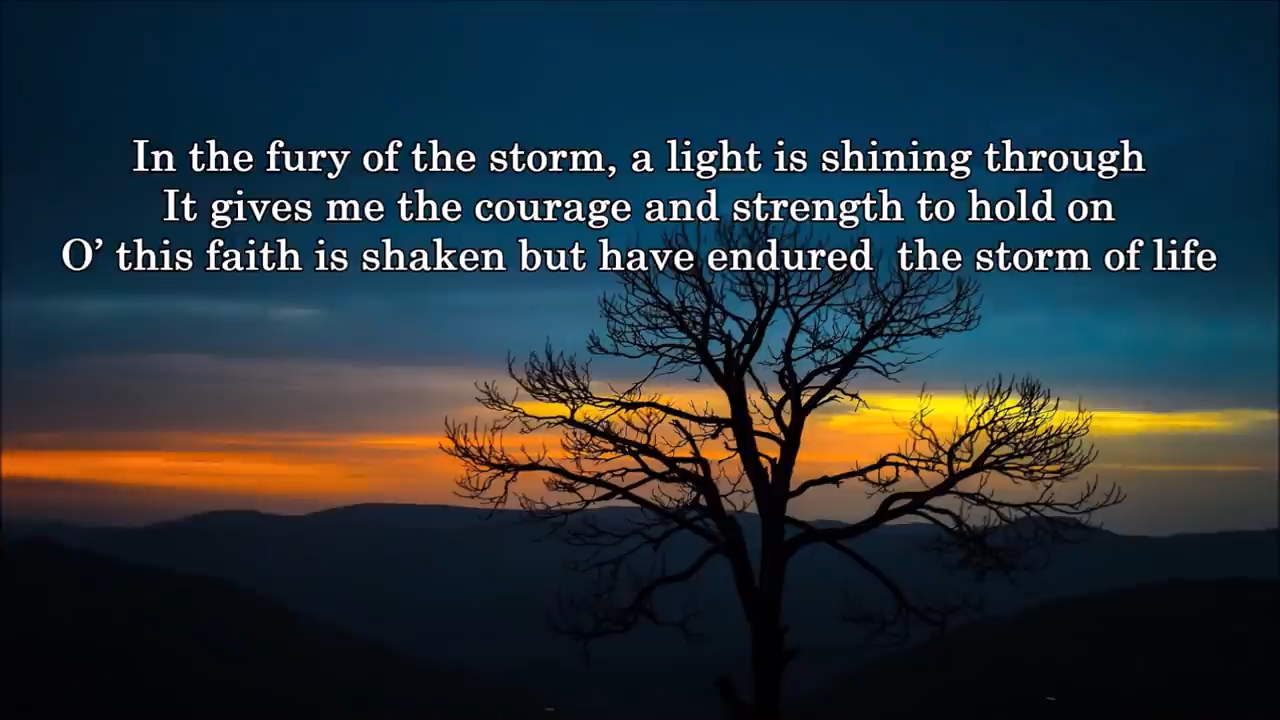 In the fury of the storm, a light is shining through
It gives me the courage and strength to hold on
O’ this faith is shaken but have endured  the storm of life